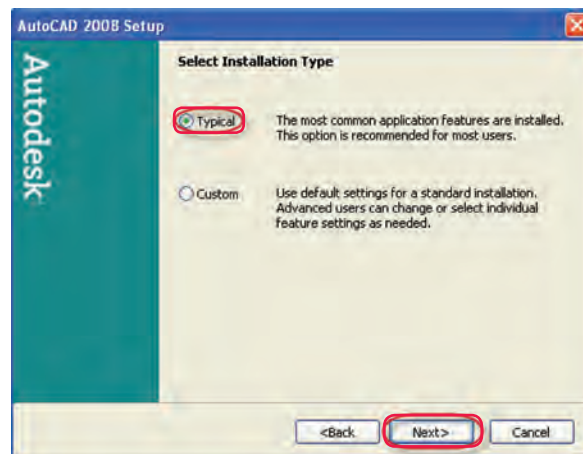 AutoCAD 2008 Setup
Autodesk
Select Installation Type
Typical
The most common application features are installed.
This option is recommended for most users.
Custom
Use default settings for a standard installation.
Advanced users can change or select individual
feature settings as needed.
<Back
Next>
Cancel